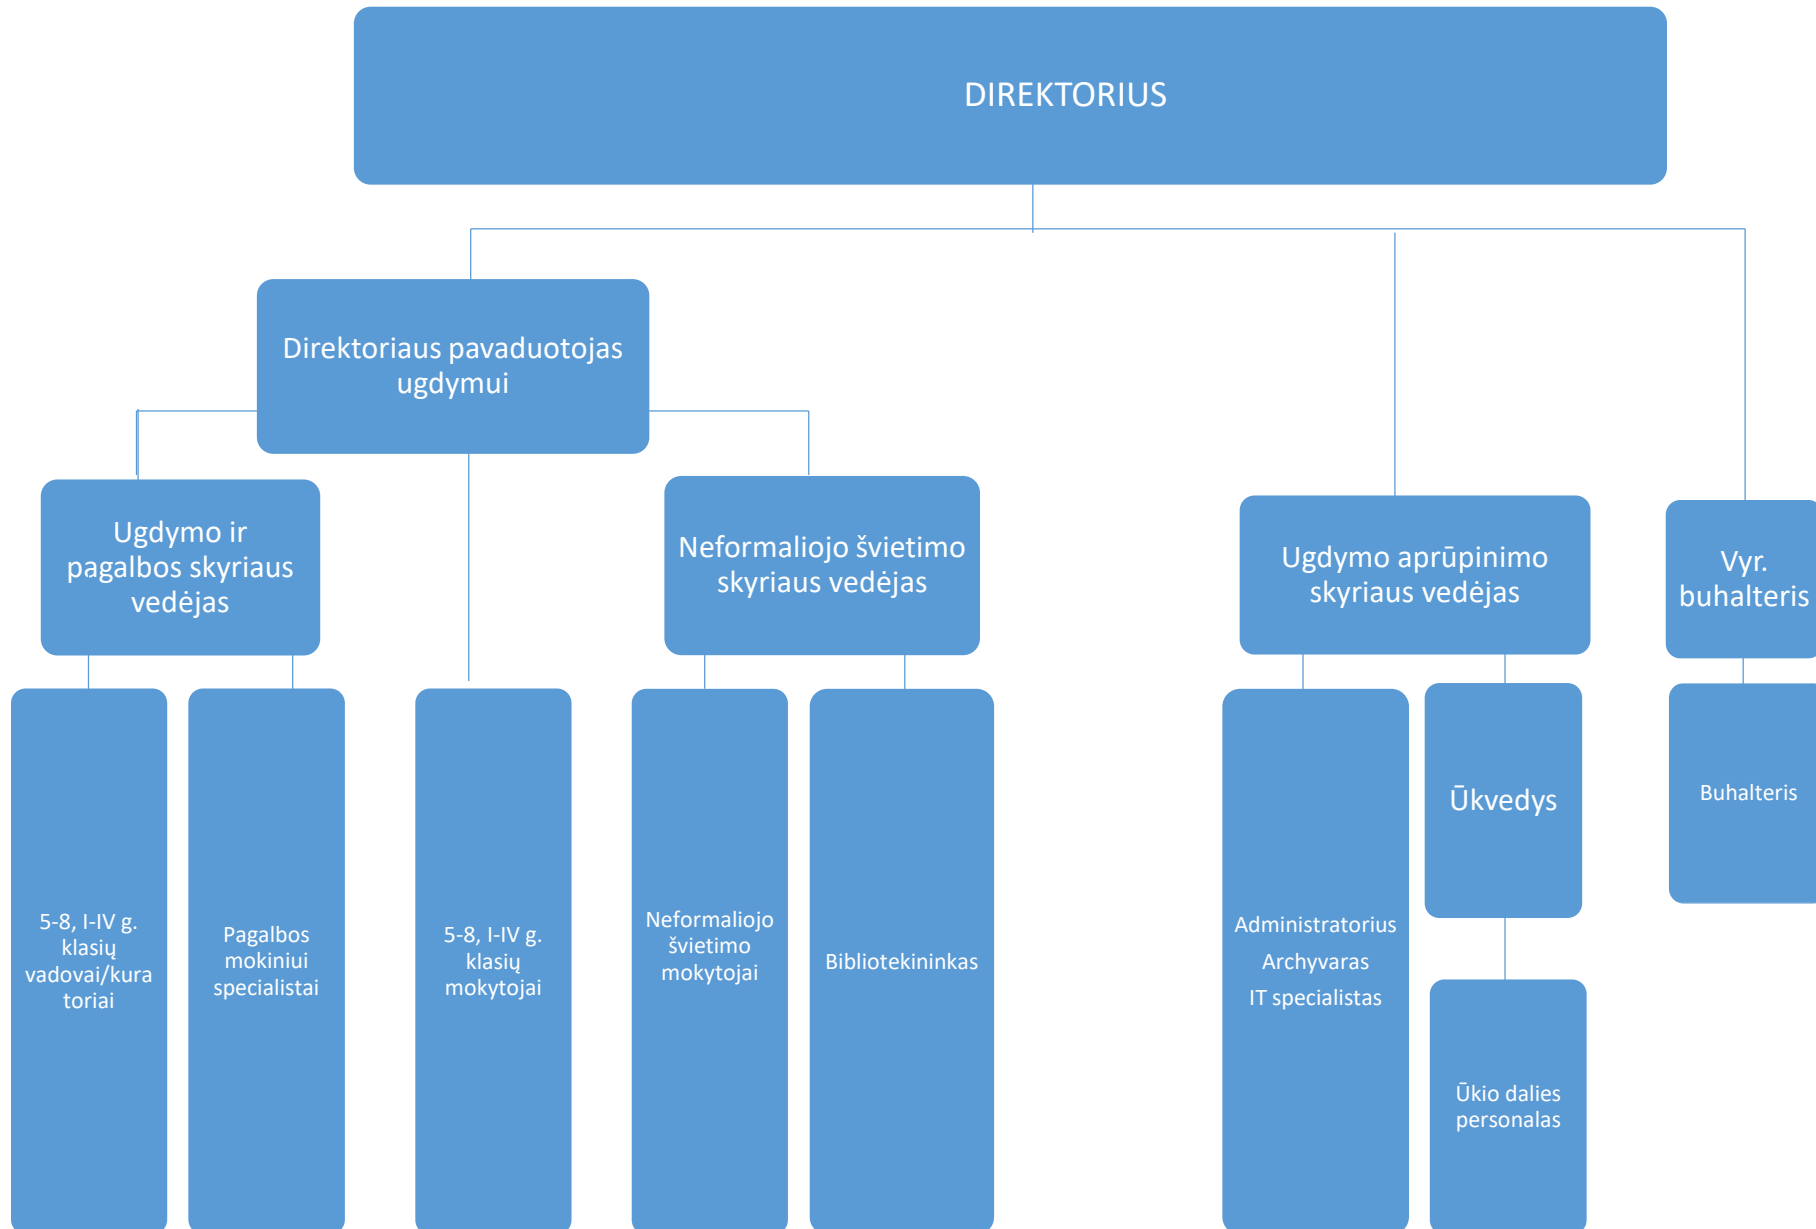 DIREKTORIUS
Direktoriaus pavaduotojas
ugdymui
Ugdymo ir
pagalbos skyriaus
vedėjas
Neformaliojo švietimo
skyriaus vedėjas
Ugdymo aprūpinimo
skyriaus vedėjas
Vyr.
buhalteris
5-8, I-IV g.
klasių
vadovai/kura
toriai
Pagalbos
mokiniui
specialistai
5-8, I-IV g.
klasių
mokytojai
Neformaliojo
švietimo
mokytojai
Bibliotekininkas
Administratorius
Archyvaras
IT specialistas
Ūkvedys
Buhalteris
Ūkio dalies
personalas